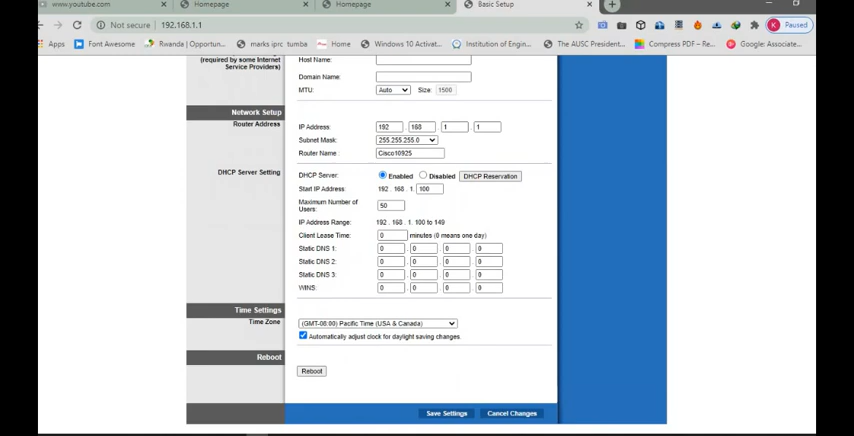 www.youtube.com × Homepage × Homepage × Basic Setup ×
Not secure 192.168.1.1 K Paused
Apps Font Awesome Rwanda | Opportun... marks iprc tumba Home Windows 10 Activat... Institution of Engin... The AUSC President... Compress PDF – Re... Google: Associate...
(required by some Internet
Service Providers)
Host Name:
Domain Name:
MTU: Auto Size: 1500
Network Setup
Router Address
IP Address: 192 . 168 . 1 . 1
Subnet Mask: 255.255.255.0
Router Name : Cisco10925
DHCP Server Setting
DHCP Server: Enabled Disabled DHCP Reservation
Start IP Address: 192 . 168 . 1. 100
Maximum Number of
Users: 50
IP Address Range: 192 . 168 . 1. 100 to 149
Client Lease Time: 0 minutes (0 means one day)
Static DNS 1: 0 . 0 . 0 . 0
Static DNS 2: 0 . 0 . 0 . 0
Static DNS 3: 0 . 0 . 0 . 0
WINS: 0 . 0 . 0 . 0
Time Settings
Time Zone
(GMT-08:00) Pacific Time (USA & Canada)
Automatically adjust clock for daylight saving changes
Reboot
Reboot
Save Settings Cancel Changes